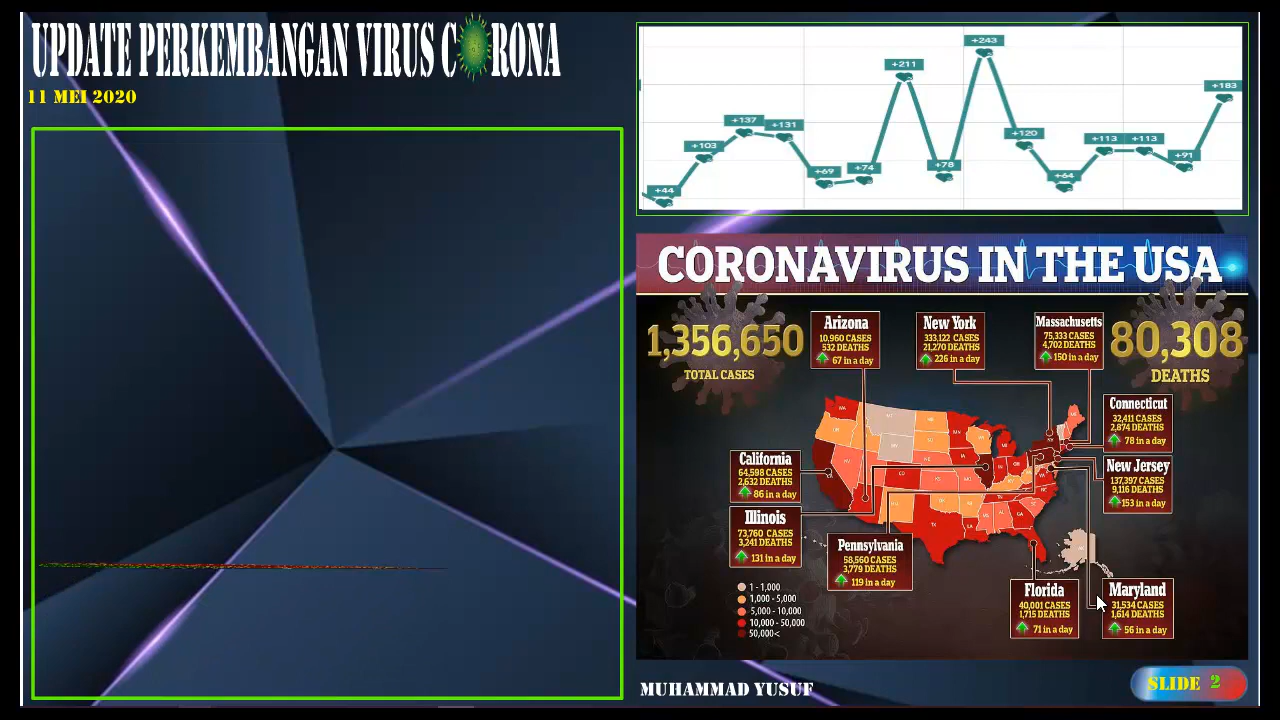 UPDATE PERKEMBANGAN VIRUS CORONA
11 MEI 2020
+44
+103
+137
+131
+69
+74
+211
+78
+243
+120
+64
+113
+113
+91
+183
CORONAVIRUS IN THE USA
1,356,650
TOTAL CASES
80,308
DEATHS
Arizona
10,960 CASES
532 DEATHS
67 in a day
New York
333,122 CASES
21,270 DEATHS
226 in a day
Massachusetts
75,333 CASES
4,702 DEATHS
150 in a day
Connecticut
32,411 CASES
2,874 DEATHS
78 in a day
New Jersey
137,397 CASES
9,116 DEATHS
153 in a day
California
64,598 CASES
2,632 DEATHS
86 in a day
Illinois
73,760 CASES
3,241 DEATHS
131 in a day
Pennsylvania
58,560 CASES
3,779 DEATHS
119 in a day
Florida
40,001 CASES
1,715 DEATHS
71 in a day
Maryland
31,534 CASES
1,614 DEATHS
56 in a day
1 - 1,000
1,000 - 5,000
5,000 - 10,000
10,000 - 50,000
50,000<
MUHAMMAD YUSUF
SLIDE 2